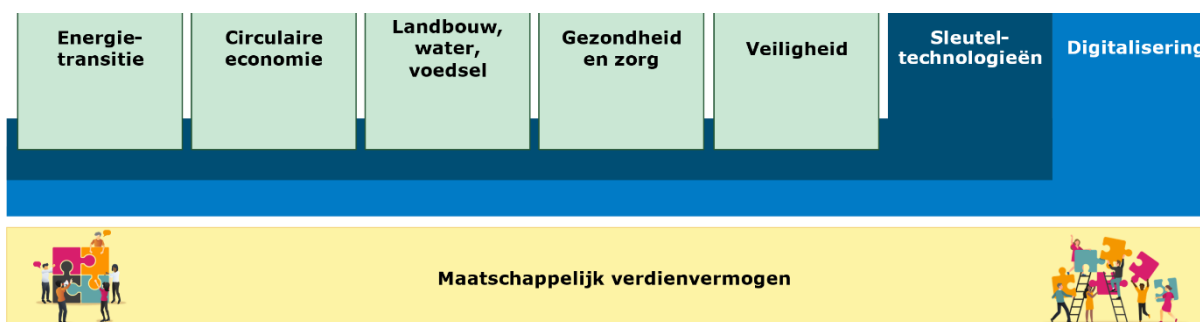 Energie-
transitie
Circulaire
economie
Landbouw,
water,
voedsel
Gezondheid
en zorg
Veiligheid
Sleutel-
technologieën
Digitalisering
Maatschappelijk verdienvermogen